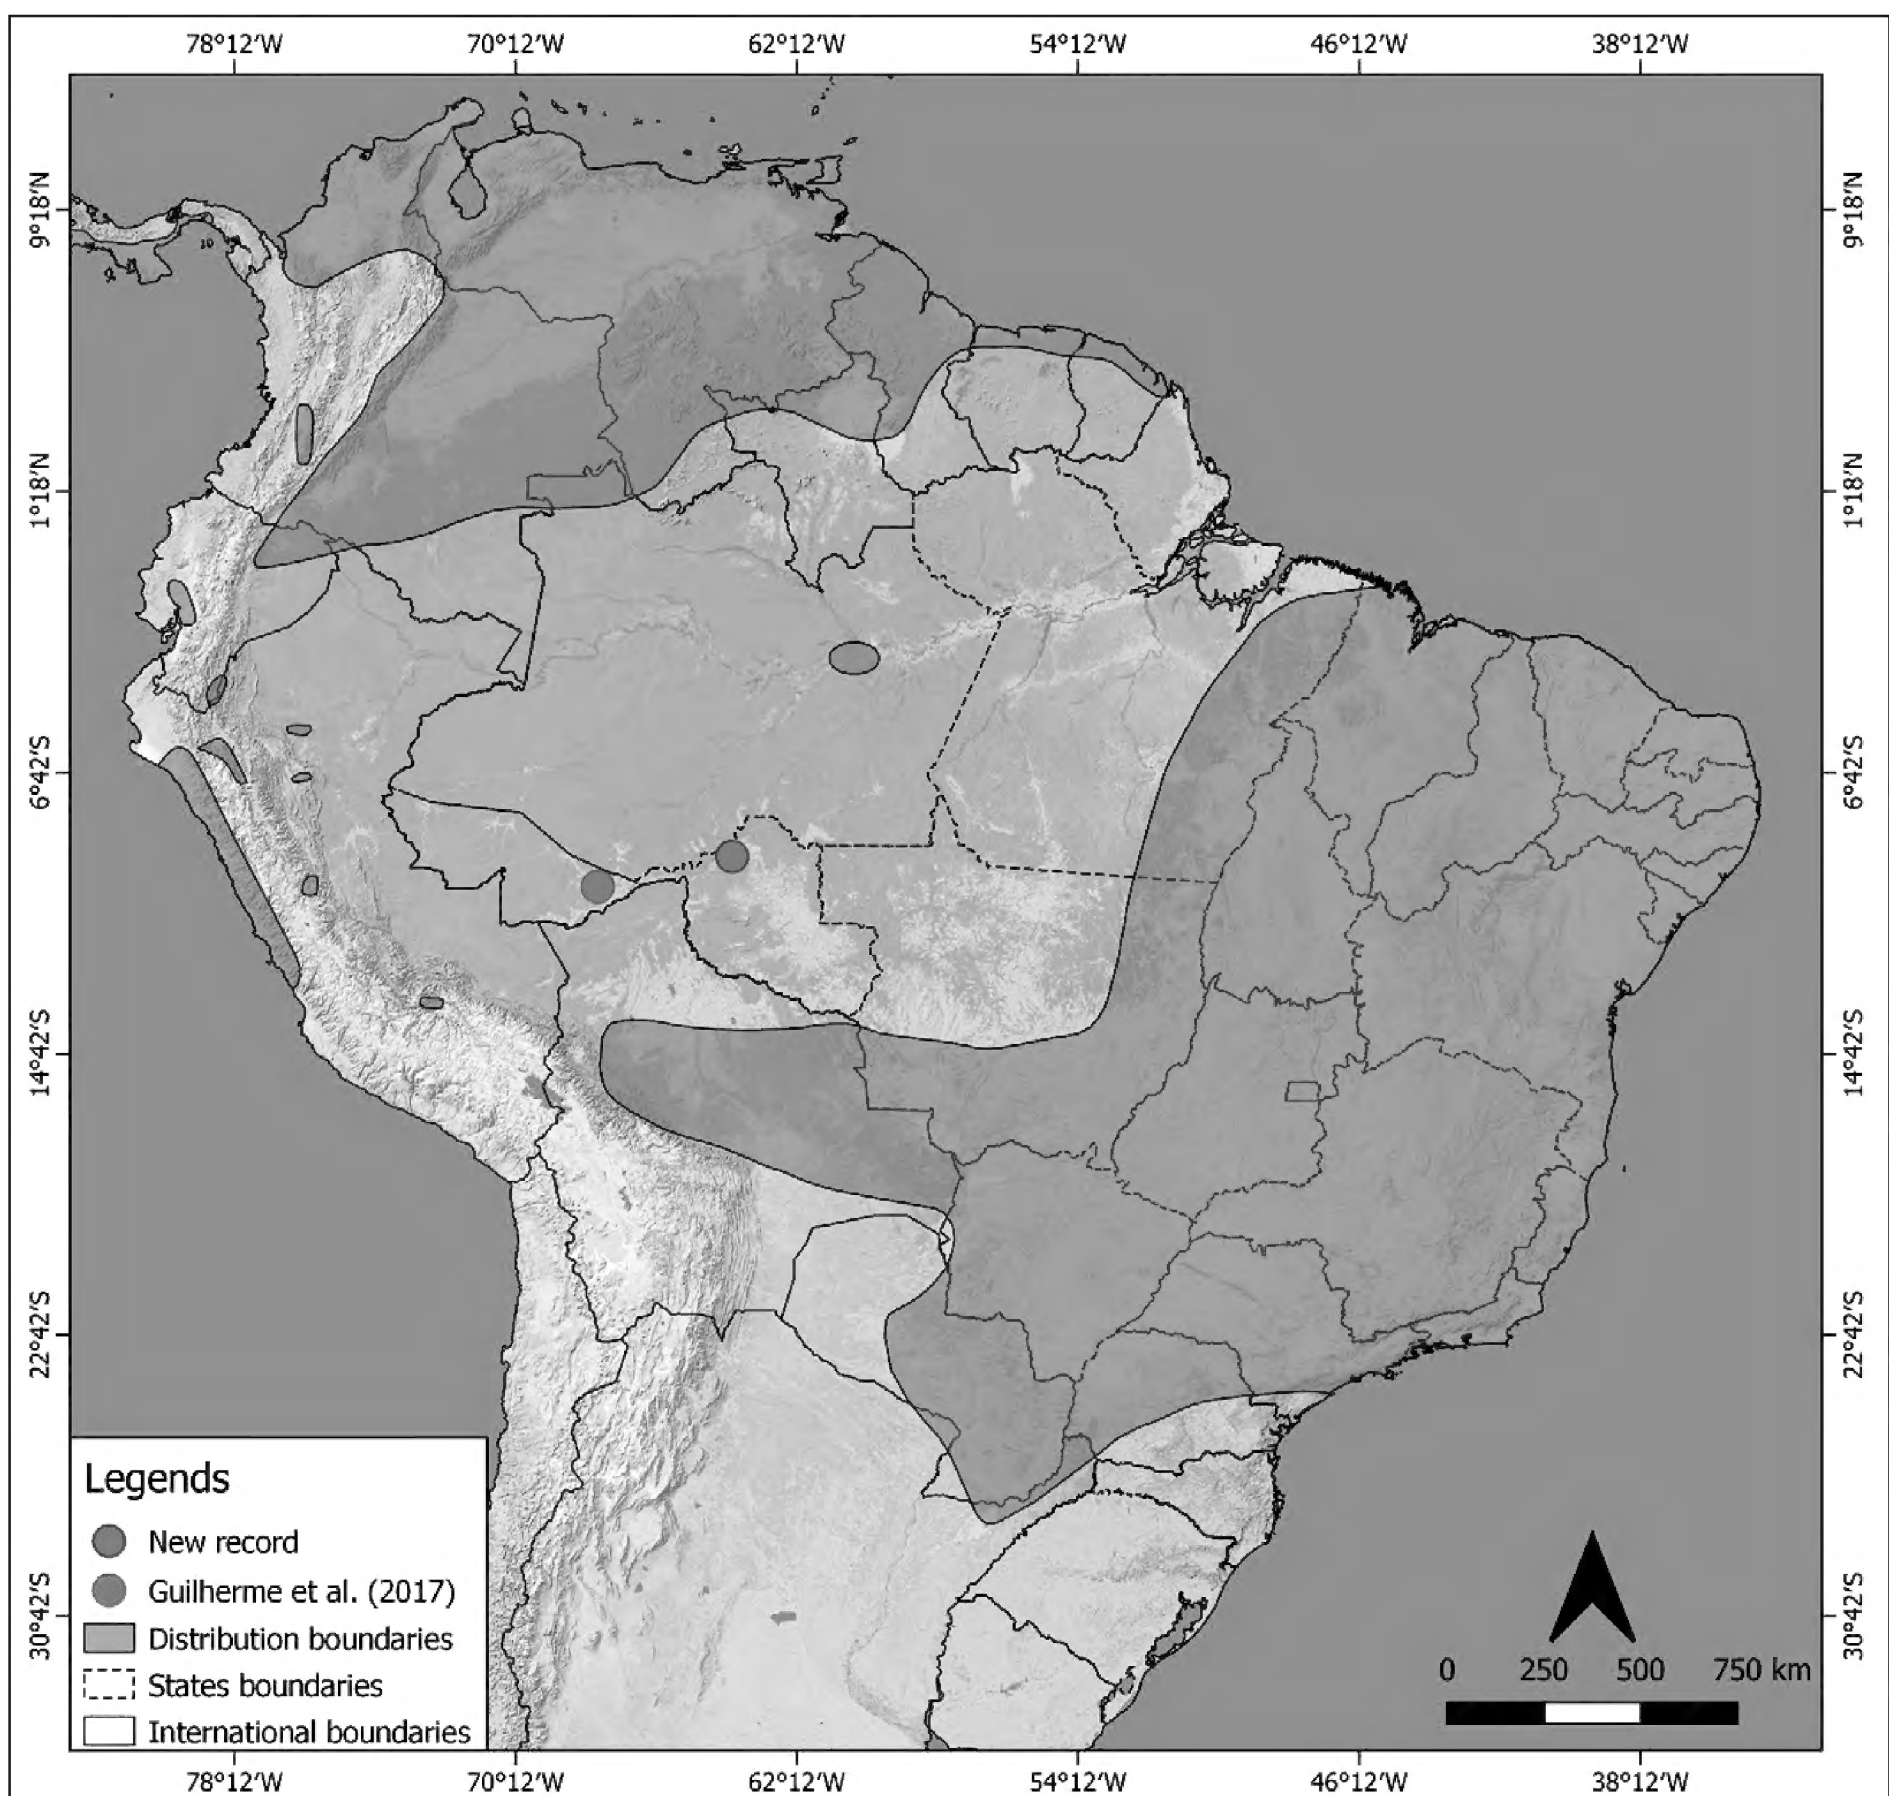 78°12′W 70°12′W 62°12′W 54°12′W 46°12′W 38°12′W
9°18′N 9°18′N
1°18′N 1°18′N
6°42′S 6°42′S
14°42′S 14°42′S
22°42′S 22°42′S
30°42′S 30°42′S
Legends
New record
Guilherme et al. (2017)
Distribution boundaries
States boundaries
International boundaries
0 250 500 750 km
78°12′W 70°12′W 62°12′W 54°12′W 46°12′W 38°12′W